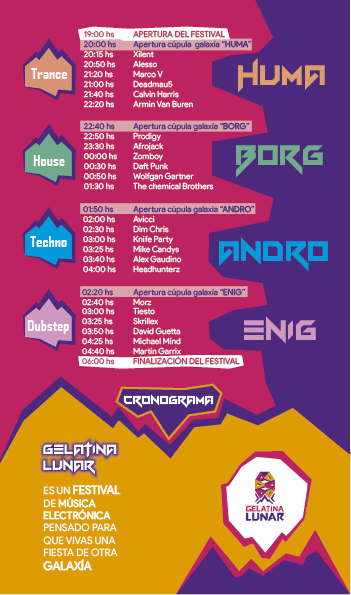 19:00 hs APERTURA DEL FESTIVAL
20:00 hs Apertura cúpula galaxía "HUMA"
20:15 hs Xilent
20:50 hs Alesso
21:20 hs Marco V
21:00 hs Deadmau5
21:40 hs Calvin Harris
22:20 hs Armin Van Buren
Trance
HUMA
22:40 hs Apertura cúpula galaxia "BORG"
22:50 hs Prodigy
23:30 hs Afrojack
00:00 hs Zomboy
00:30 hs Daft Punk
00:50 hs Wolfgan Gartner
01:30 hs The chemical Brothers
House
BORG
01:50 hs Apertura cúpula galaxia "ANDRO"
02:00 hs Avicci
02:30 hs Dim Chris
03:00 hs Knife Party
03:25 hs Mike Candys
03:40 hs Alex Gaudino
04:00 hs Headhunterz
Techno
ANDRO
02:20 hs Apertura cúpula galaxia "ENIG"
02:40 hs Morz
03:00 hs Tiesto
03:25 hs Skrillex
03:50 hs David Guetta
04:25 hs Michael Mind
04:40 hs Martin Garrix
06:00 hs FINALIZACIÓN DEL FESTIVAL
Dubstep
ENIG
CRONOGRAMA
GELATINA
LUNAR
ES UN FESTIVAL
DE MÚSICA
ELECTRÓNICA
PENSADO PARA
QUE VIVAS UNA
FIESTA DE OTRA
GALAXÍA
GELATINA
LUNAR